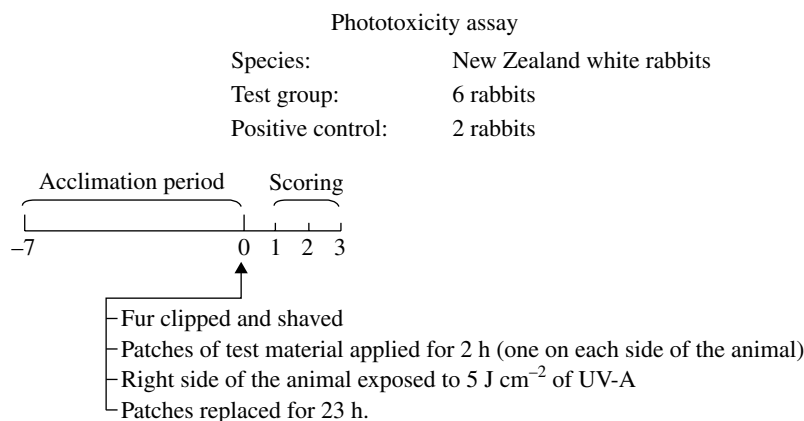 Phototoxicity assay
Species: New Zealand white rabbits
Test group: 6 rabbits
Positive control: 2 rabbits
Acclimation period Scoring
–7 0 1 2 3
Fur clipped and shaved
Patches of test material applied for 2 h (one on each side of the animal)
Right side of the animal exposed to 5 J cm⁻² of UV-A
Patches replaced for 23 h.